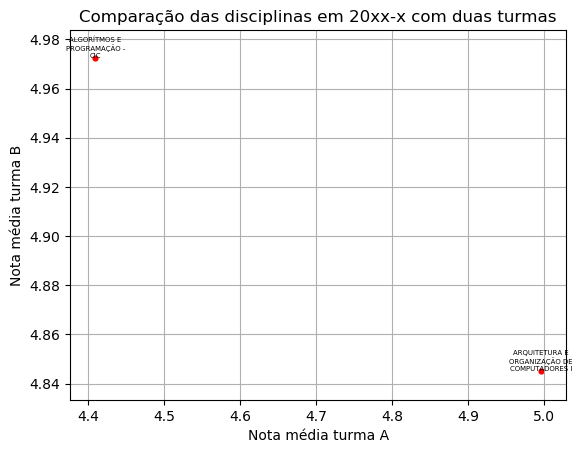 Comparação das disciplinas em 20xx-x com duas turmas
4.98
4.96
4.94
4.92
4.90
4.88
4.86
4.84
Nota média turma B
ALGORÍTMOS E
PROGRAMAÇÃO -
CIC
ARQUITETURA E
ORGANIZAÇÃO DE
COMPUTADORES I
4.4
4.5
4.6
4.7
4.8
4.9
5.0
Nota média turma A